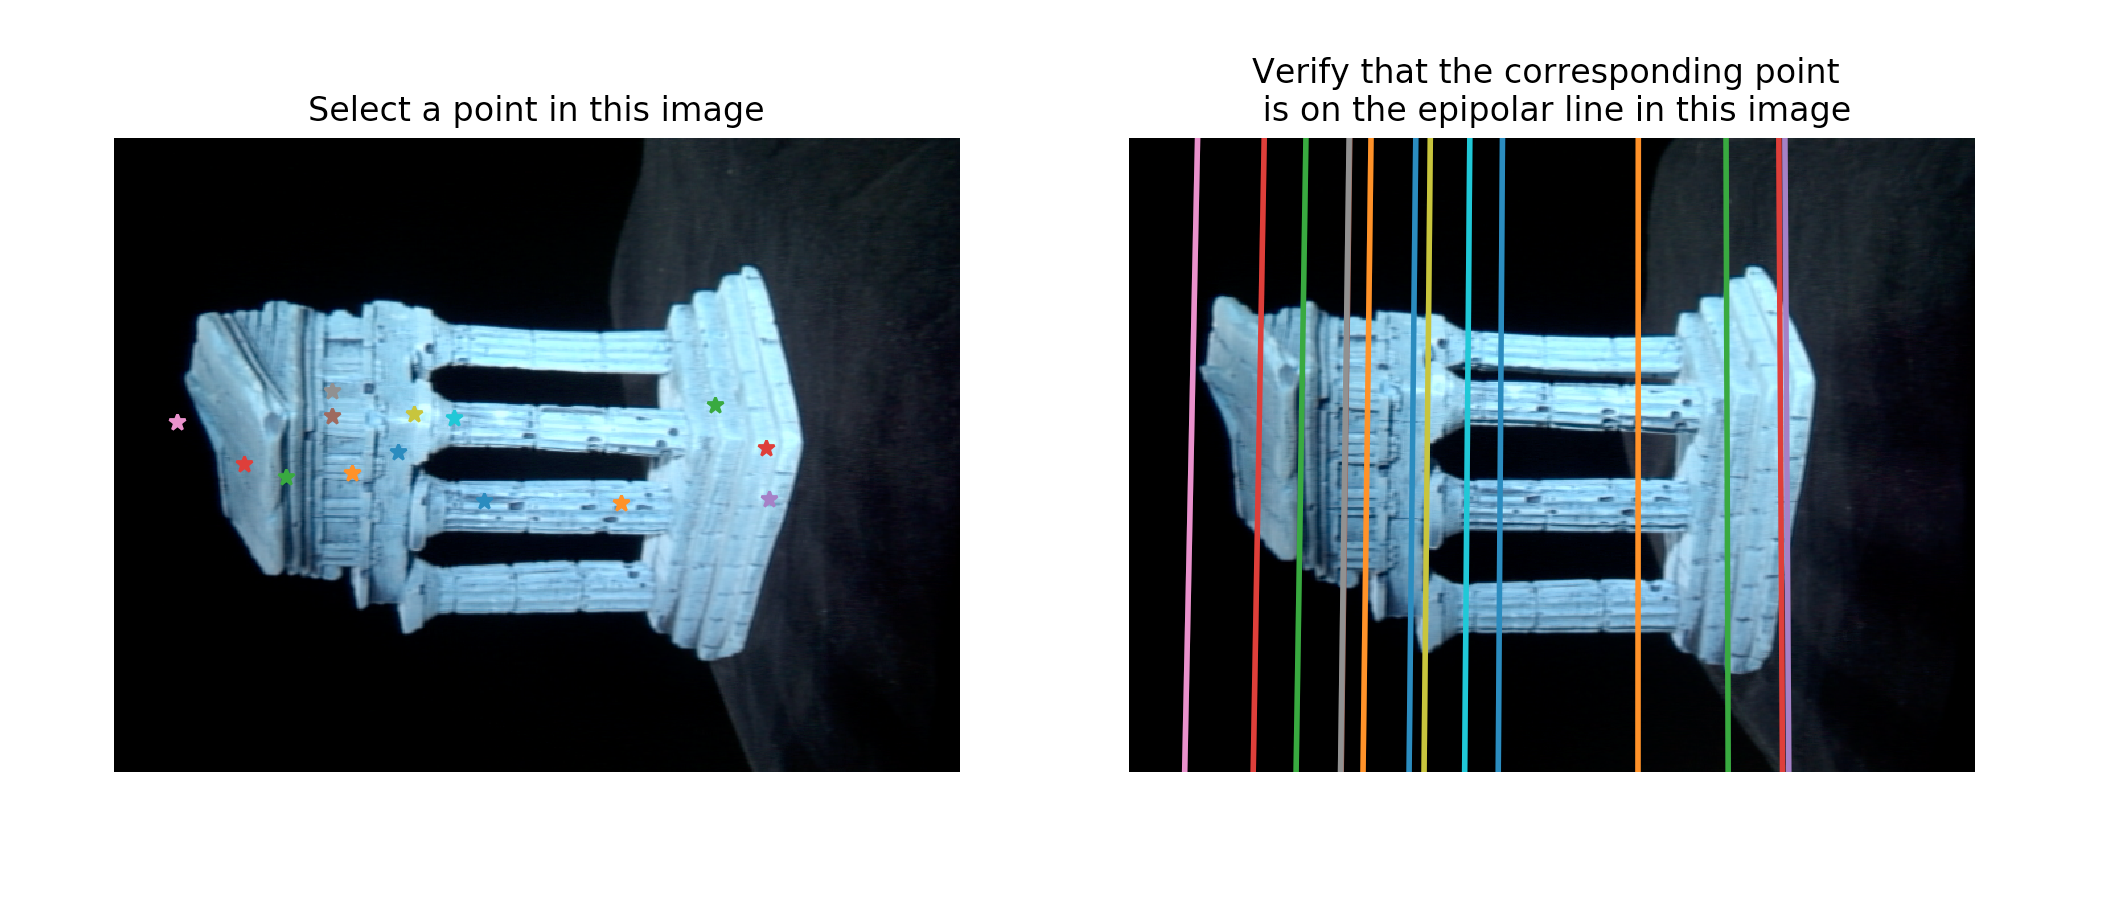 Select a point in this image
Verify that the corresponding point
is on the epipolar line in this image